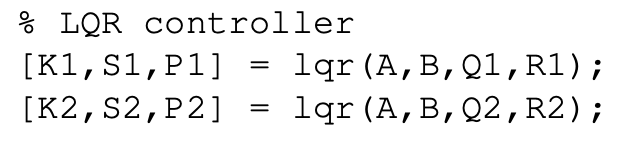 % LQR controller
[K1,S1,P1] = lqr(A,B,Q1,R1);
[K2,S2,P2] = lqr(A,B,Q2,R2);